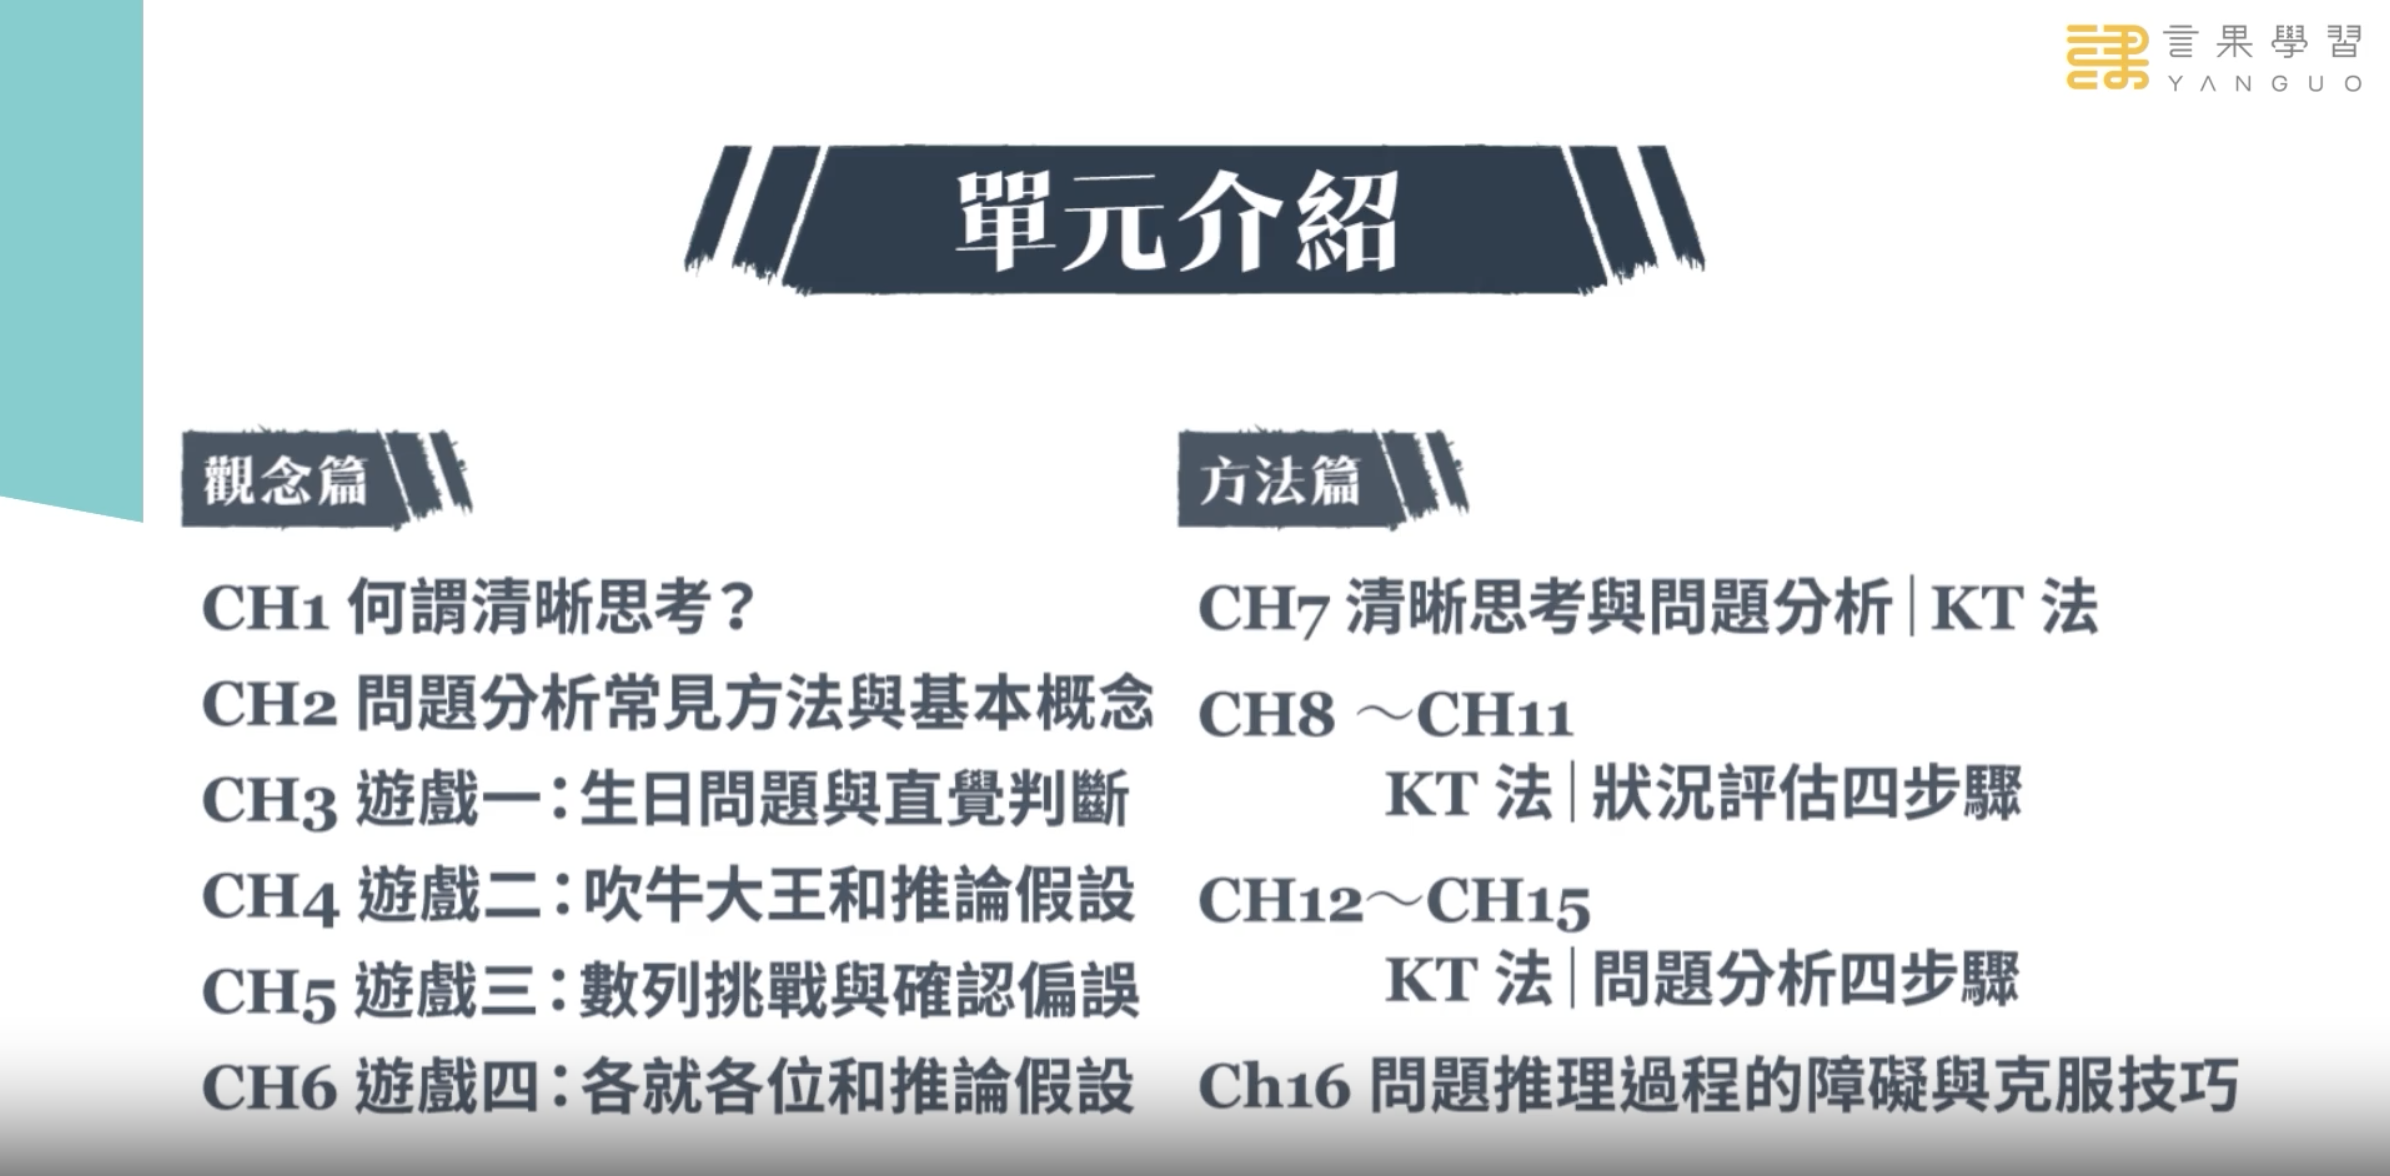 言果學習
YANGUO
單元介紹
觀念篇
CH1 何謂清晰思考？
CH2 問題分析常見方法與基本概念
CH3 遊戲一：生日問題與直覺判斷
CH4 遊戲二：吹牛大王和推論假設
CH5 遊戲三：數列挑戰與確認偏誤
CH6 遊戲四：各就各位和推論假設
方法篇
CH7 清晰思考與問題分析｜KT 法
CH8 ～CH11
KT 法｜狀況評估四步驟
CH12～CH15
KT 法｜問題分析四步驟
Ch16 問題推理過程的障礙與克服技巧